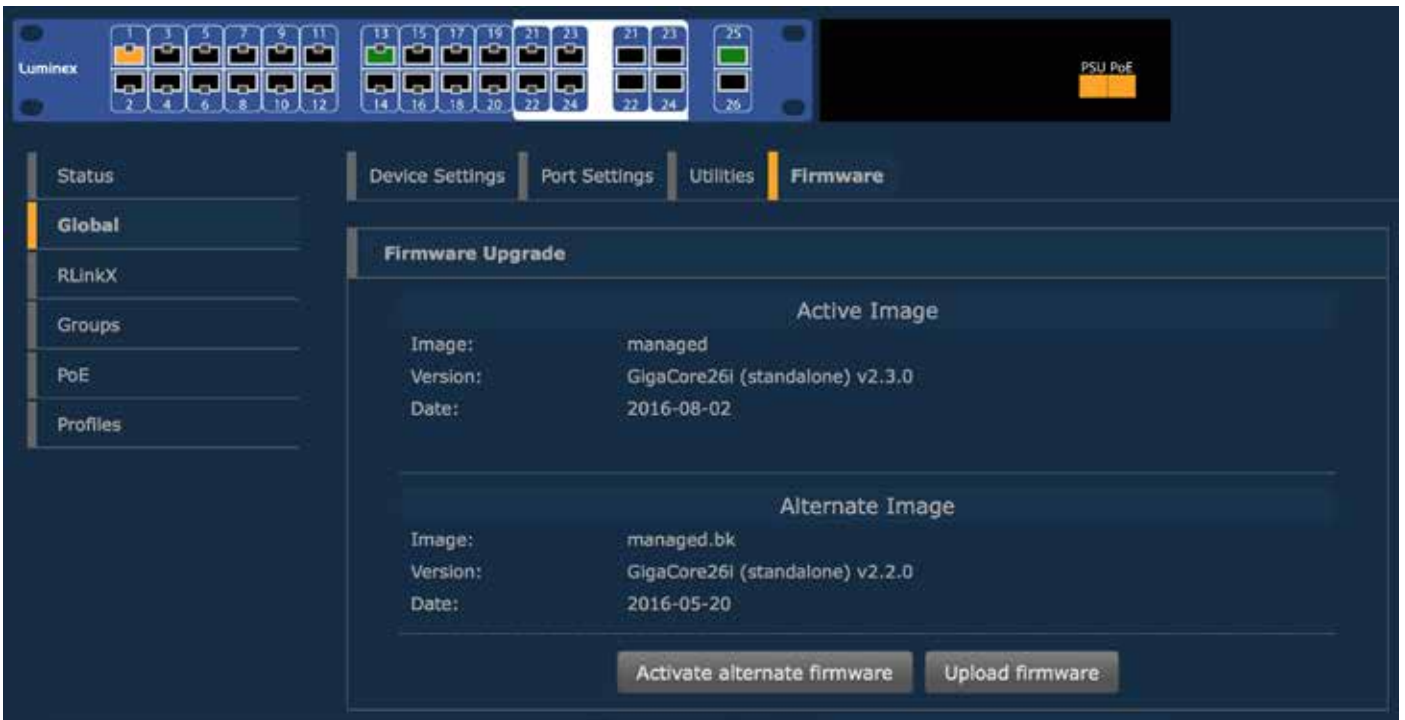 1 3 5 7 9 11 13 15 17 19 21 23 21 23 25
Luminex
PSU PoE
2 4 6 8 10 12 14 16 18 20 22 24 22 24 26
Status
Device Settings Port Settings Utilities Firmware
Global
Firmware Upgrade
RLinkX
Active Image
Groups
Image: managed
PoE
Version: GigaCore26i (standalone) v2.3.0
Date: 2016-08-02
Profiles
Alternate Image
Image: managed.bk
Version: GigaCore26i (standalone) v2.2.0
Date: 2016-05-20
Activate alternate firmware Upload firmware